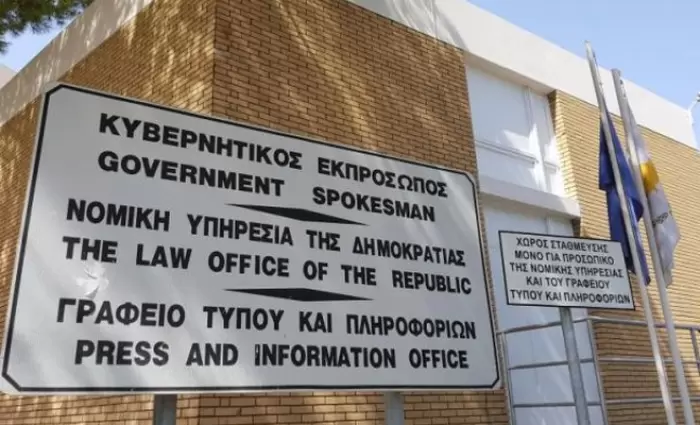 ΚΥΒΕΡΝΗΤΙΚΟΣ ΕΚΠΡΟΣΩΠΟΣ
GOVERNMENT SPOKESMAN
ΝΟΜΙΚΗ ΥΠΗΡΕΣΙΑ ΤΗΣ ΔΗΜΟΚΡΑΤΙΑΣ
THE LAW OFFICE OF THE REPUBLIC
ΓΡΑΦΕΙΟ ΤΥΠΟΥ ΚΑΙ ΠΛΗΡΟΦΟΡΙΩΝ
PRESS AND INFORMATION OFFICE
ΧΩΡΟΣ ΣΤΑΘΜΕΥΣΗΣ
ΜΟΝΟ ΓΙΑ ΠΡΟΣΩΠΙΚΟ
ΤΗΣ ΝΟΜΙΚΗΣ ΥΠΗΡΕΣΙΑΣ
ΚΑΙ ΤΟΥ ΓΡΑΦΕΙΟΥ
ΤΥΠΟΥ ΚΑΙ ΠΛΗΡΟΦΟΡΙΩΝ